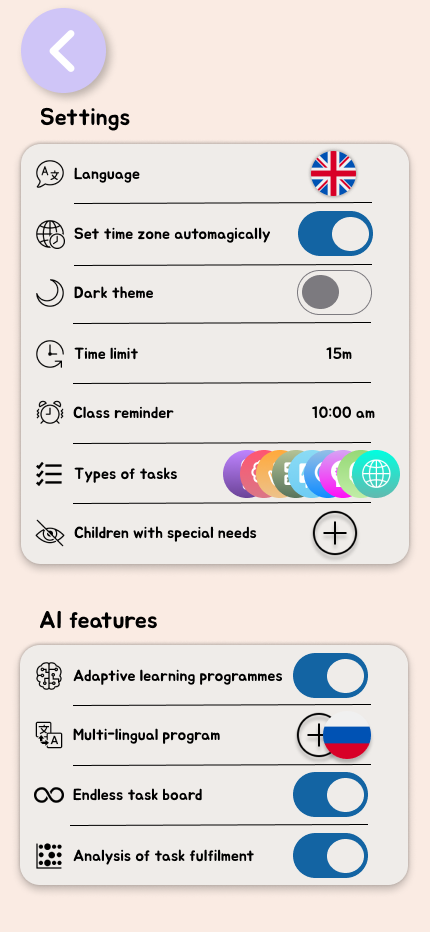 Settings
Language
Set time zone automagically
Dark theme
Time limit 15m
Class reminder 10:00 am
Types of tasks
Children with special needs
AI features
Adaptive learning programmes
Multi-lingual program
Endless task board
Analysis of task fulfilment